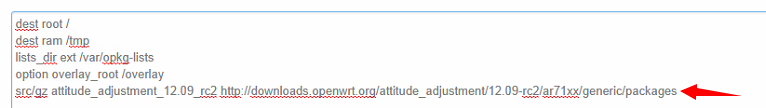 dest root /
dest ram /tmp
lists_dir ext /var/opkg-lists
option overlay_root /overlay
src/gz attitude_adjustment_12.09_rc2 http://downloads.openwrt.org/attitude_adjustment/12.09-rc2/ar71xx/generic/packages